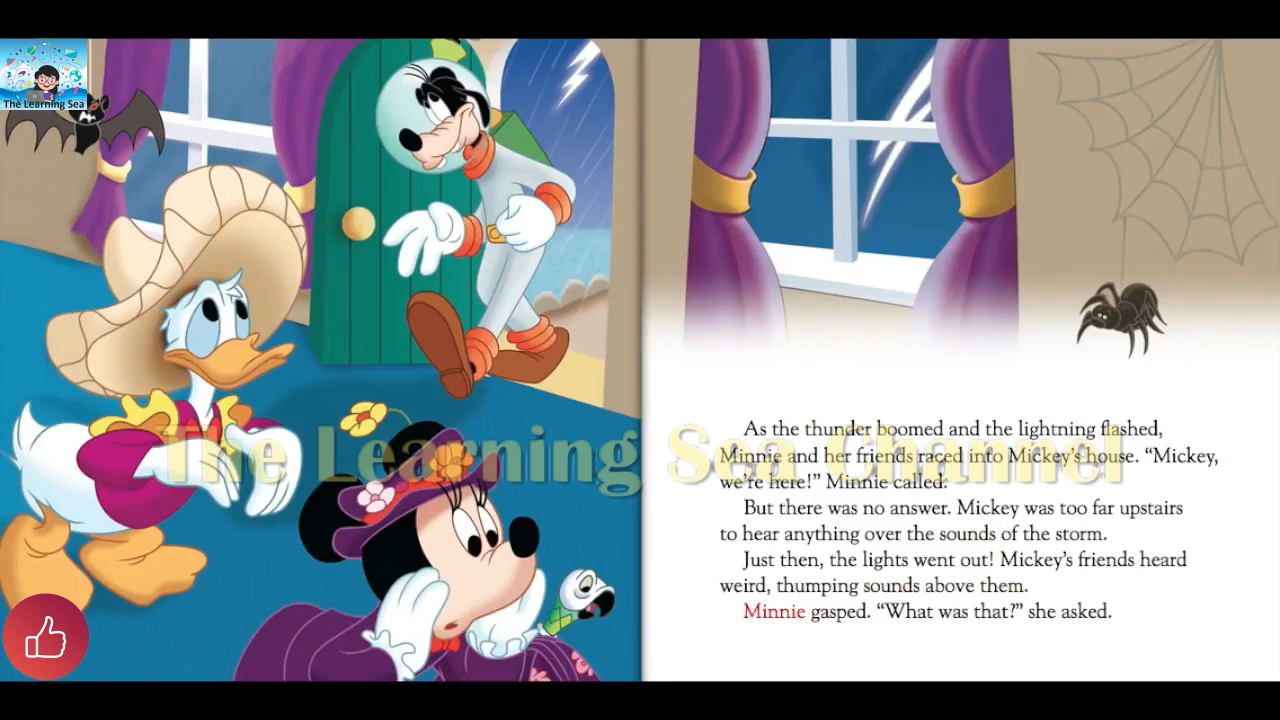 The Learning Sea
The Learning Sea Channel
As the thunder boomed and the lightning flashed,
Minnie and her friends raced into Mickey's house. “Mickey,
we're here!” Minnie called.
But there was no answer. Mickey was too far upstairs
to hear anything over the sounds of the storm.
Just then, the lights went out! Mickey's friends heard
weird, thumping sounds above them.
Minnie gasped. “What was that?” she asked.